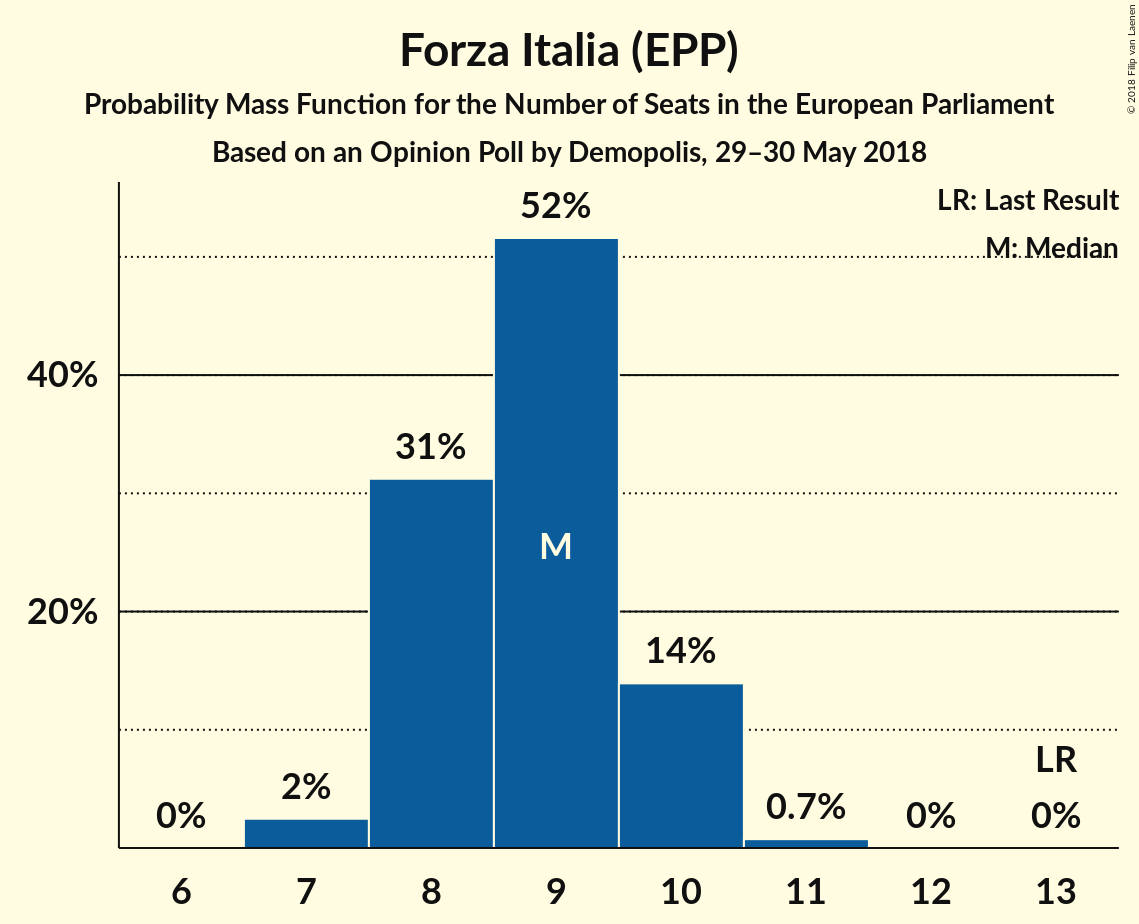 Forza Italia (EPP)
Probability Mass Function for the Number of Seats in the European Parliament
Based on an Opinion Poll by Demopolis, 29–30 May 2018
© 2018 Filip van Laenen
LR: Last Result
M: Median
52%
40%
31%
M
20%
14%
LR
0%
2%
0.7%
0%
0%
6 7 8 9 10 11 12 13